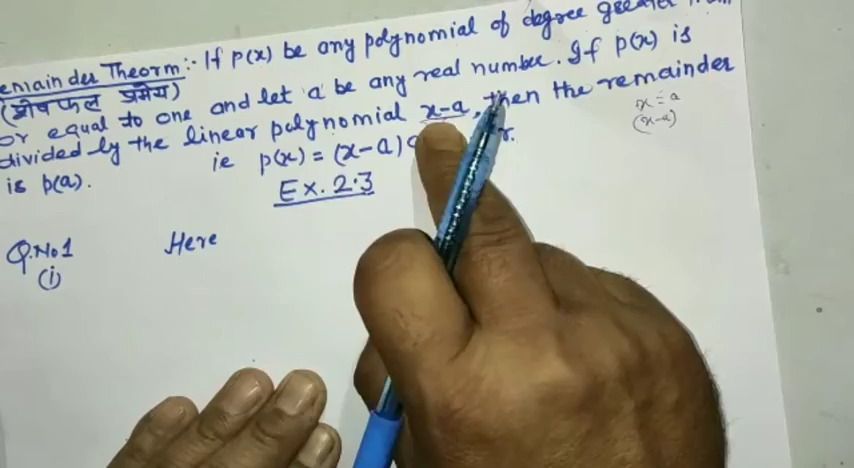 emainder Theorm:- If P(x) be any polynomial of degree greater
(शेषफल प्रमेय)
or equal to one and let 'a' be any real number. If P(x) is
divided by the linear polynomial x-a, then the remainder
is p(a). ie p(x) = (x-a) r.
x = a
(x-a)
Ex. 2.3
Q.No1 Here
(i)